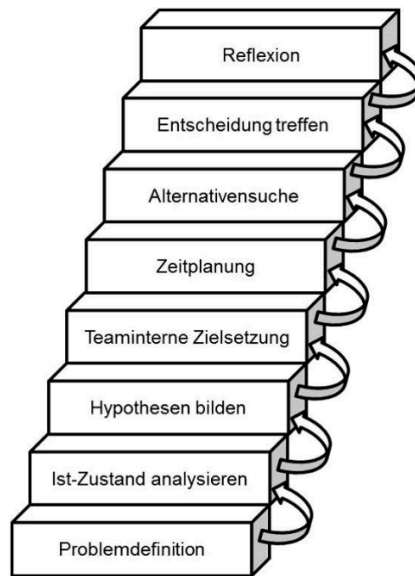 Reflexion
Entscheidung treffen
Alternativensuche
Zeitplanung
Teaminterne Zielsetzung
Hypothesen bilden
Ist-Zustand analysieren
Problemdefinition